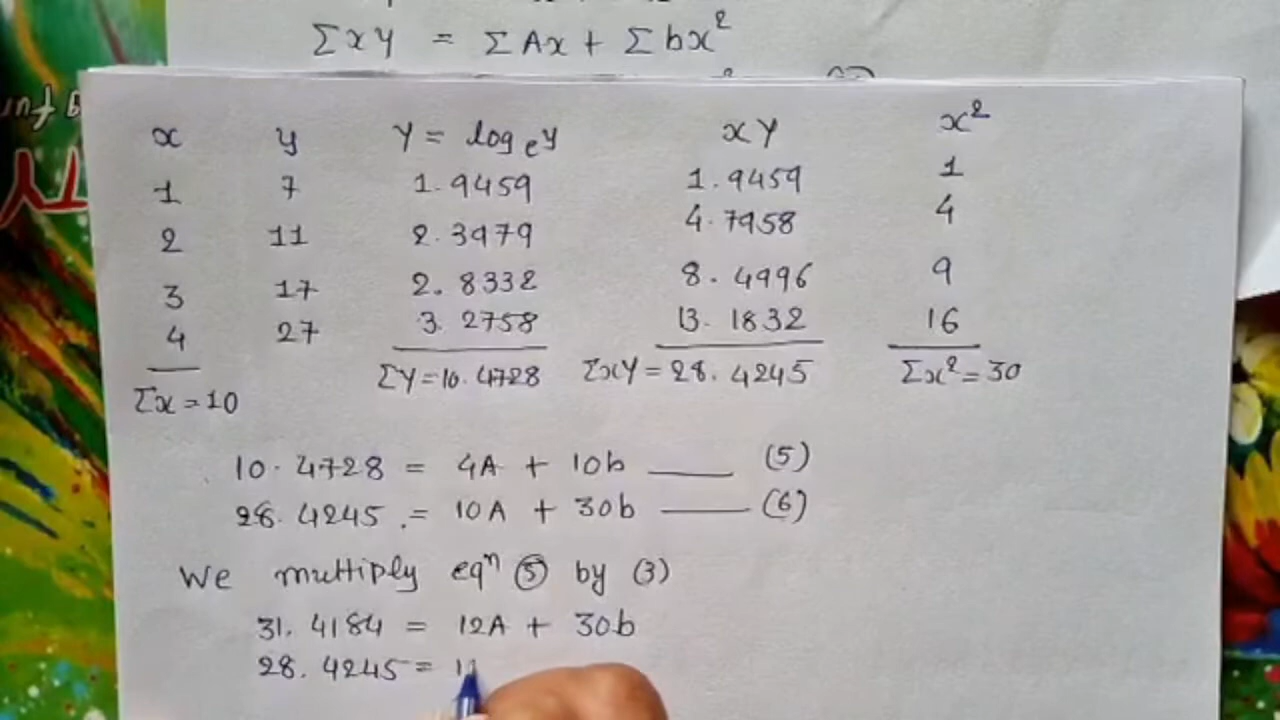 ΣxY = ΣAx + Σbx²
x y Y = log e y xY x²
1 7 1.9459 1.9459 1
2 11 2.3979 4.7958 4
3 17 2.8332 8.4996 9
4 27 3.2758 13.1832 16
Σx = 10 ΣY = 10.4728 ΣxY = 28.4245 Σx² = 30
10.4728 = 4A + 10b —— (5)
28.4245 = 10A + 30b —— (6)
We multiply eqⁿ ⑤ by (3)
31.4184 = 12A + 30b
28.4245 = 1